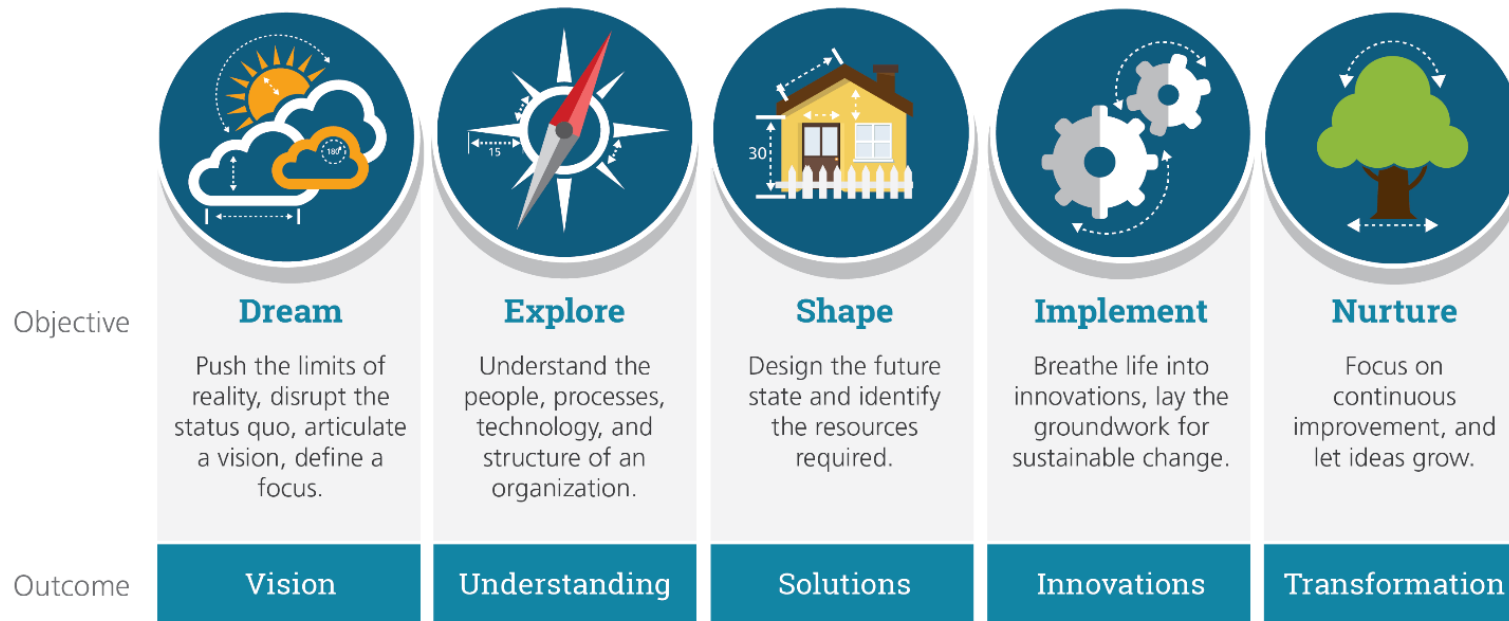 180°
15
30
Objective
Dream
Push the limits of
reality, disrupt the
status quo, articulate
a vision, define a
focus.
Explore
Understand the
people, processes,
technology, and
structure of an
organization.
Shape
Design the future
state and identify
the resources
required.
Implement
Breathe life into
innovations, lay the
groundwork for
sustainable change.
Nurture
Focus on
continuous
improvement, and
let ideas grow.
Outcome
Vision
Understanding
Solutions
Innovations
Transformation